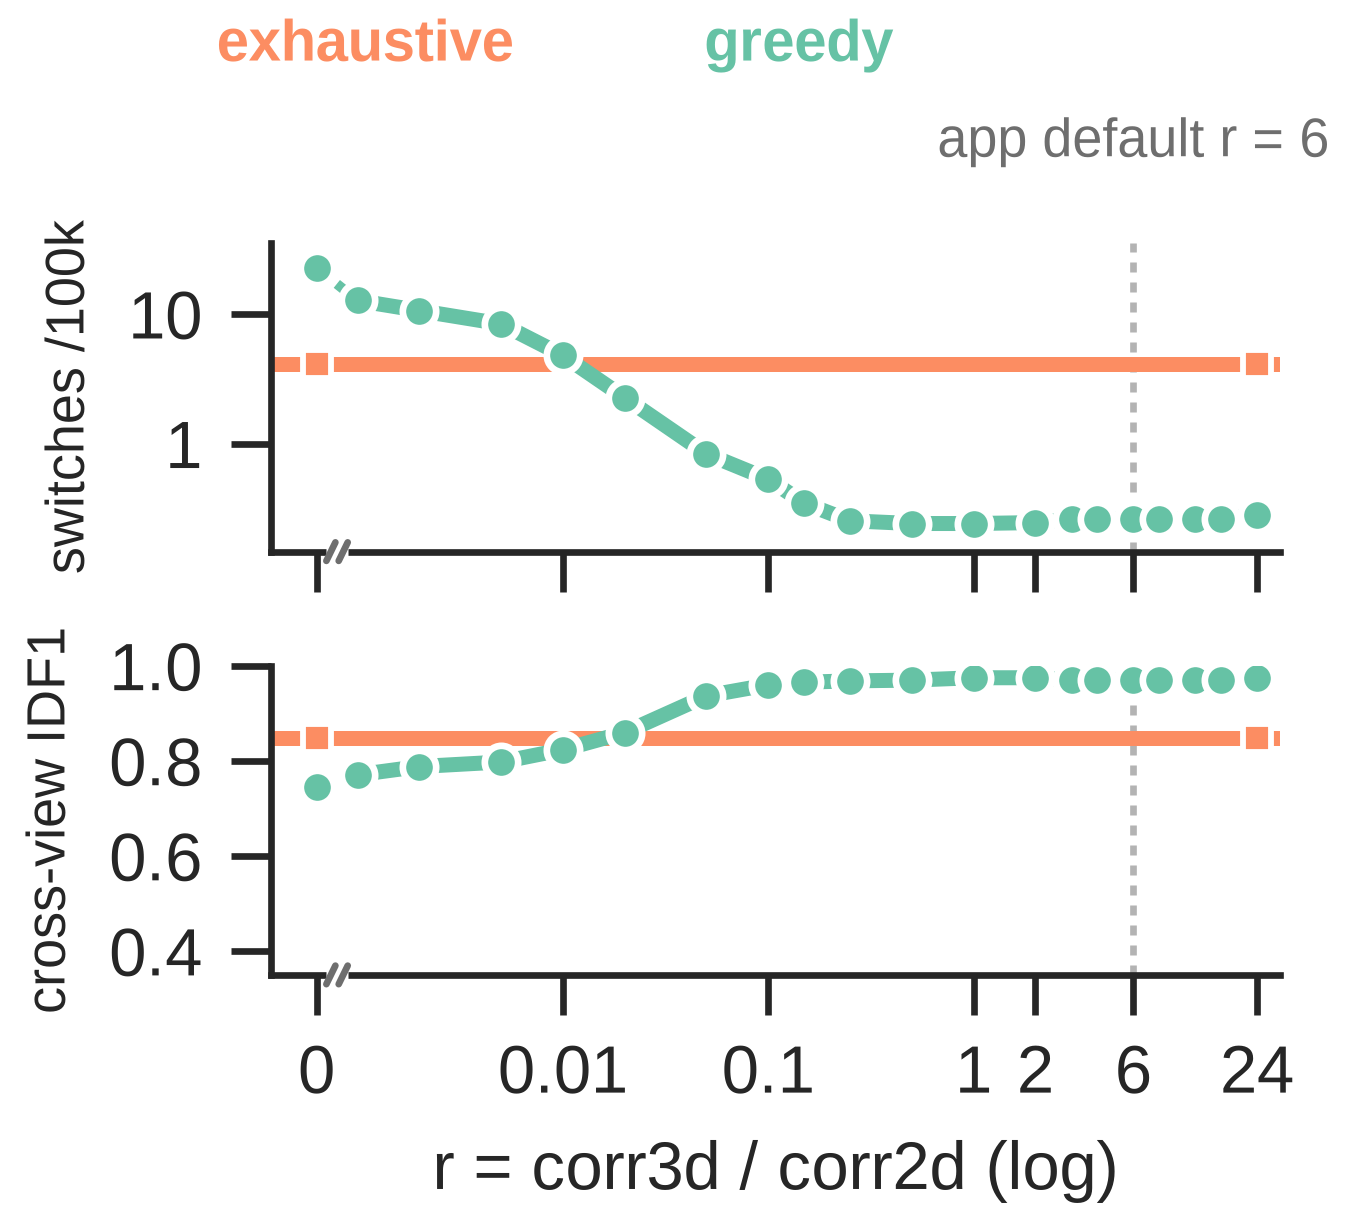 exhaustive greedy
app default r = 6
switches /100k
10
1
cross-view IDF1
1.0
0.8
0.6
0.4
0 0.01 0.1 1 2 6 24
r = corr3d / corr2d (log)